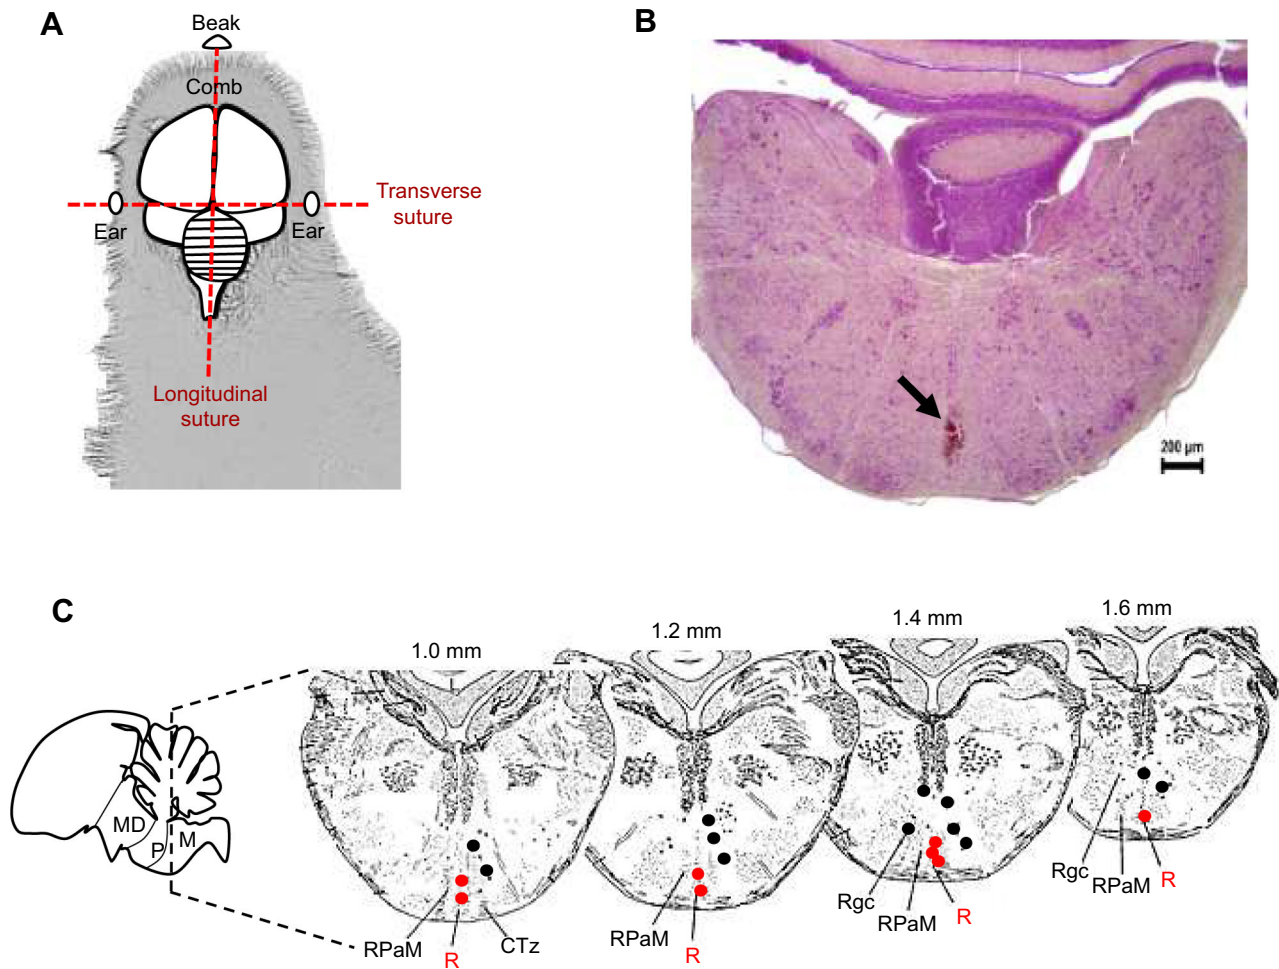 A
Beak
Comb
Transverse
suture
Ear
Ear
Longitudinal
suture
B
200 µm
C
1.0 mm
1.2 mm
1.4 mm
1.6 mm
MD
P
M
RPaM
R
CTz
RPaM
R
Rgc
RPaM
R
Rgc
RPaM
R